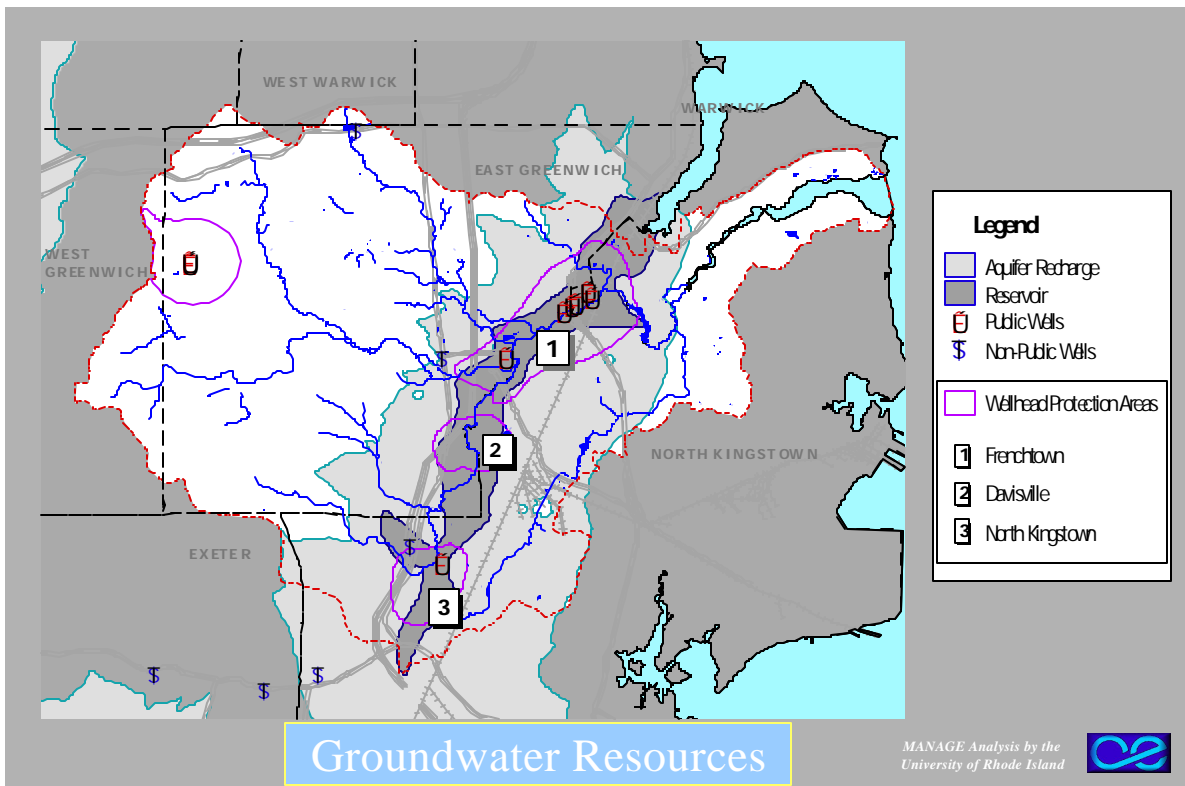 WEST WARWICK
WARWICK
EAST GREENWICH
WEST
GREENWICH
1
2
NORTH KINGSTOWN
EXETER
3
Legend
Aquifer Recharge
Reservoir
Public Wells
Non-Public Wells
Wellhead Protection Areas
1 Frenchtown
2 Davisville
3 North Kingstown
Groundwater Resources
MANAGE Analysis by the
University of Rhode Island